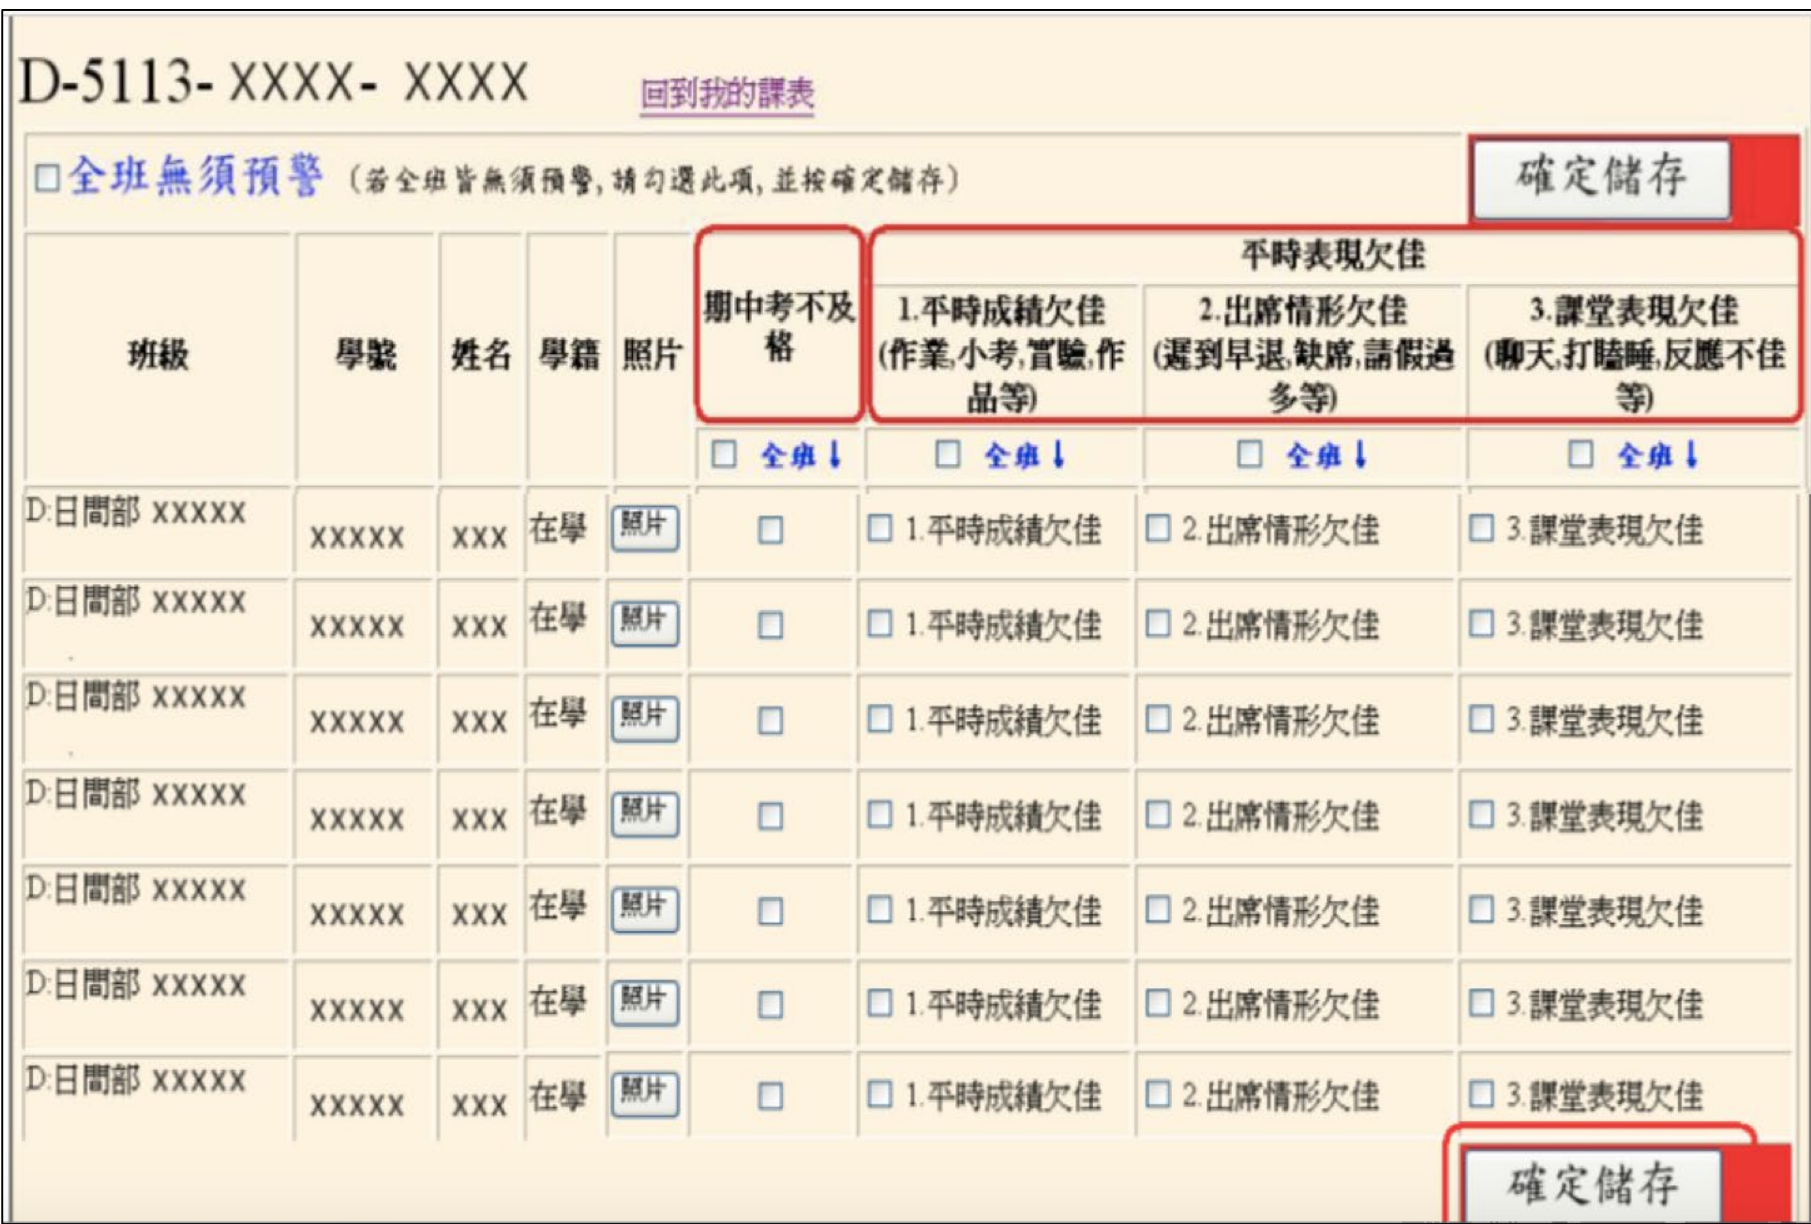 D-5113- XXXX- XXXX 回到我的課表
全班無須預警 (若全班皆無須預警,請勾選此項,並按確定儲存) 確定儲存
班級 學號 姓名 學籍 照片 期中考不及格 平時表現欠佳
1.平時成績欠佳 (作業,小考,實驗,作品等) 2.出席情形欠佳 (遲到早退,缺席,請假過多等) 3.課堂表現欠佳 (聊天,打瞌睡,反應不佳等)
全班↓ 全班↓ 全班↓ 全班↓
D:日間部 XXXXX XXXXX XXX 在學 照片 1.平時成績欠佳 2.出席情形欠佳 3.課堂表現欠佳
D:日間部 XXXXX XXXXX XXX 在學 照片 1.平時成績欠佳 2.出席情形欠佳 3.課堂表現欠佳
D:日間部 XXXXX XXXXX XXX 在學 照片 1.平時成績欠佳 2.出席情形欠佳 3.課堂表現欠佳
D:日間部 XXXXX XXXXX XXX 在學 照片 1.平時成績欠佳 2.出席情形欠佳 3.課堂表現欠佳
D:日間部 XXXXX XXXXX XXX 在學 照片 1.平時成績欠佳 2.出席情形欠佳 3.課堂表現欠佳
D:日間部 XXXXX XXXXX XXX 在學 照片 1.平時成績欠佳 2.出席情形欠佳 3.課堂表現欠佳
D:日間部 XXXXX XXXXX XXX 在學 照片 1.平時成績欠佳 2.出席情形欠佳 3.課堂表現欠佳
確定儲存